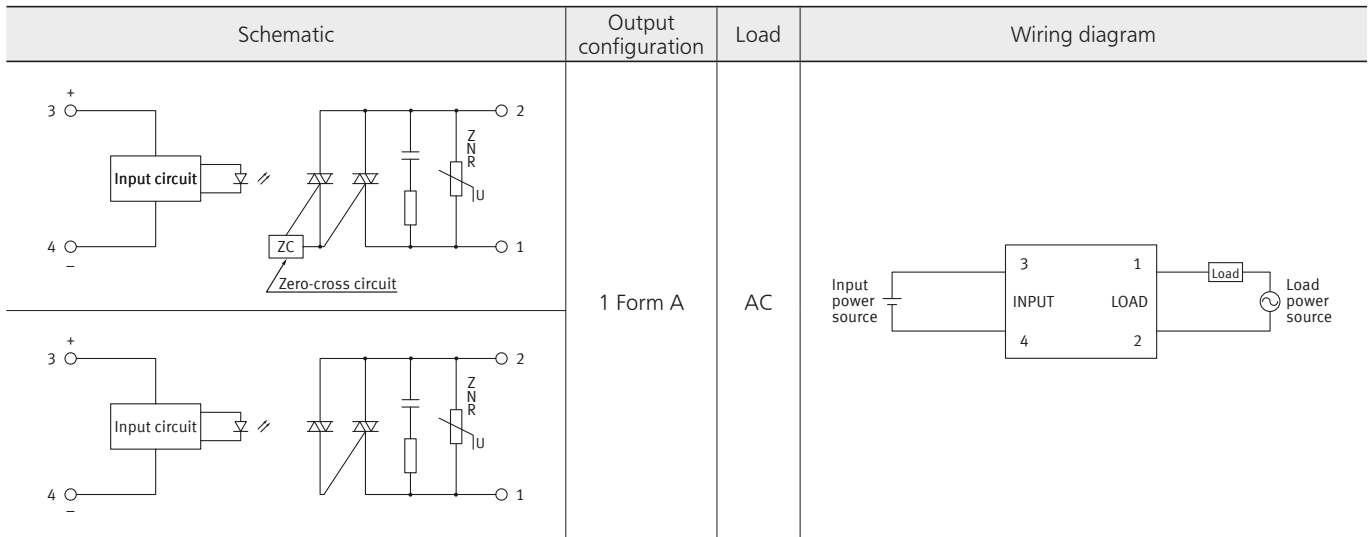 Schematic
Output
configuration
Load
Wiring diagram
+
3
2
Z
N
R
Input circuit
U
4
ZC
1
–
Zero-cross circuit
+
3
2
Z
N
R
Input circuit
U
4
1
–
1 Form A
AC
3
1
Load
Input
power
source
INPUT
LOAD
Load
power
source
4
2